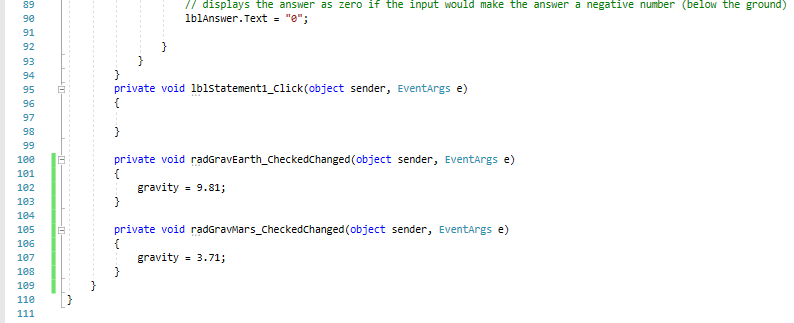 89 // displays the answer as zero if the input would make the answer a negative number (below the ground)
90 lblAnswer.Text = "0";
91
92 }
93 }
94 }
95 private void lblStatement1_Click(object sender, EventArgs e)
96 {
97
98 }
99
100 private void radGravEarth_CheckedChanged(object sender, EventArgs e)
101 {
102 gravity = 9.81;
103 }
104
105 private void radGravMars_CheckedChanged(object sender, EventArgs e)
106 {
107 gravity = 3.71;
108 }
109 }
110 }
111